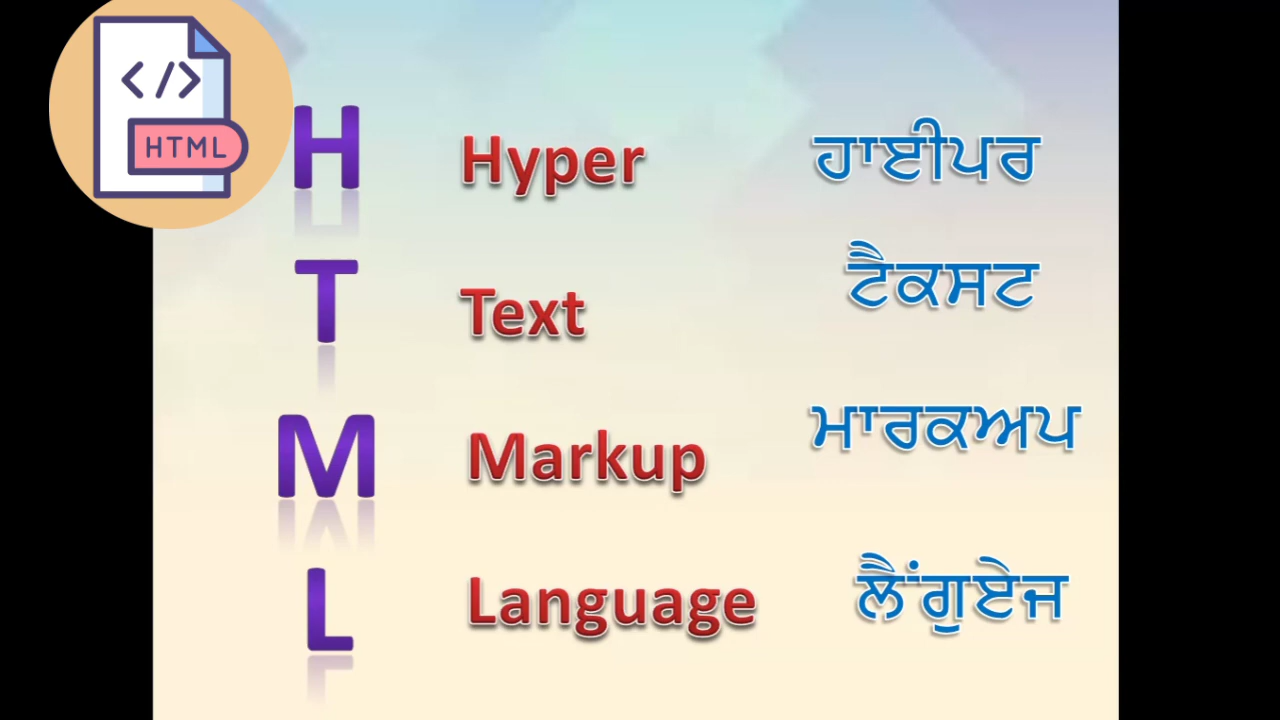 </>
HTML
H Hyper ਹਾਈਪਰ
T Text ਟੈਕਸਟ
M Markup ਮਾਰਕਅਪ
L Language ਲੈਂਗੁਏਜ